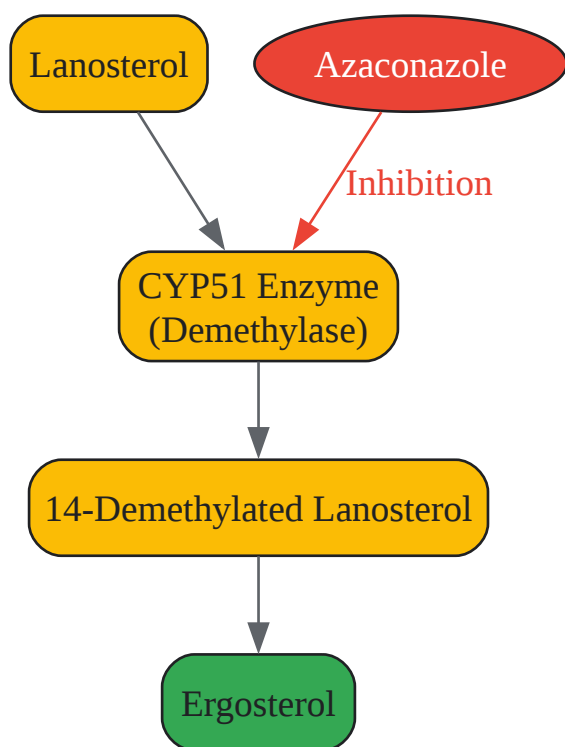 Lanosterol
Azaconazole
Inhibition
CYP51 Enzyme
(Demethylase)
14-Demethylated Lanosterol
Ergosterol